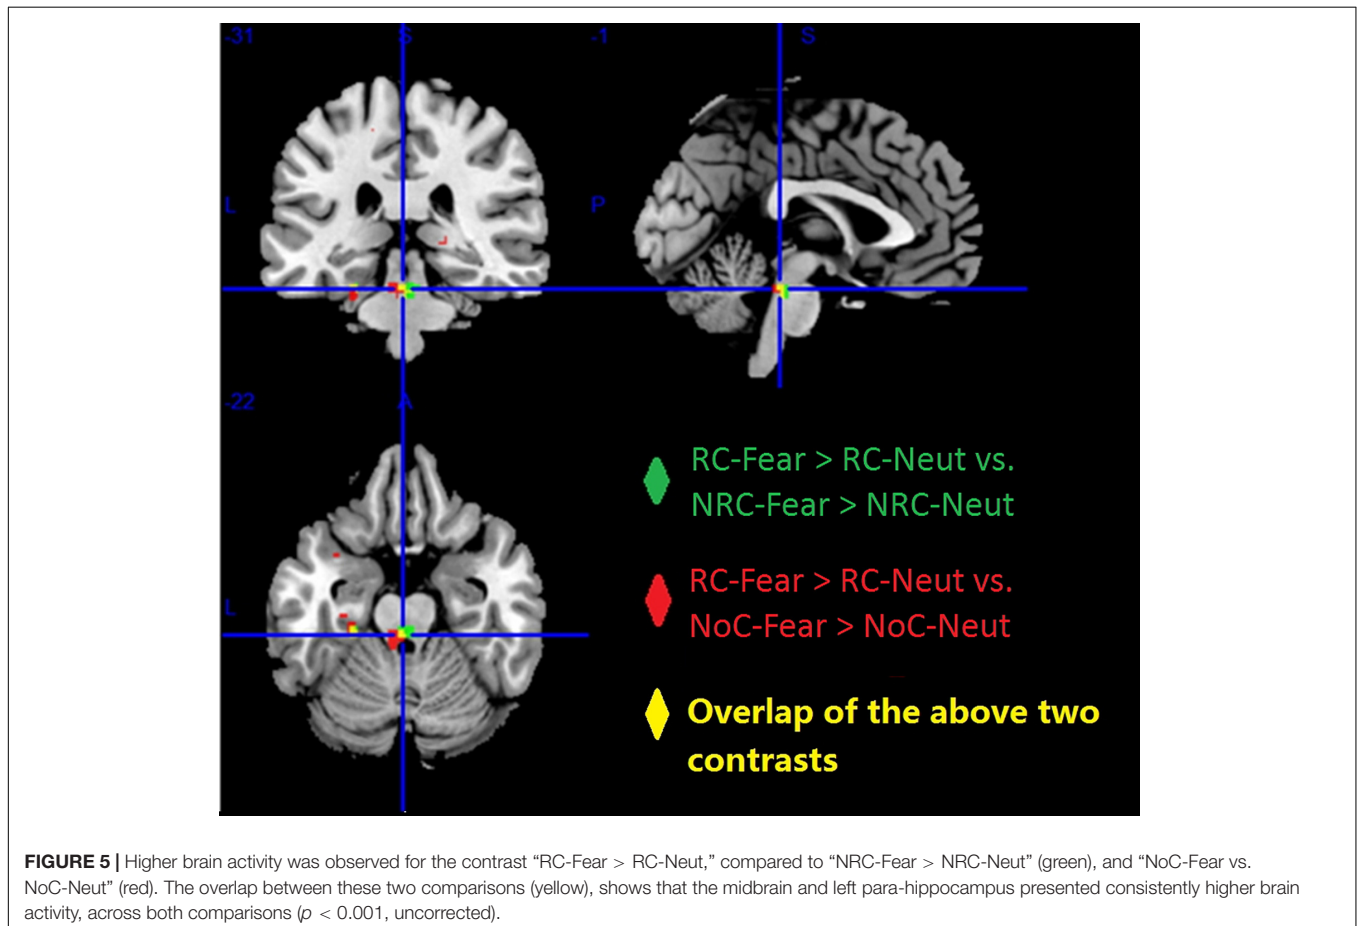 -31 S -1 S
L P
-22 A
L
RC-Fear > RC-Neut vs.
NRC-Fear > NRC-Neut
RC-Fear > RC-Neut vs.
NoC-Fear > NoC-Neut
Overlap of the above two
contrasts
FIGURE 5 | Higher brain activity was observed for the contrast “RC-Fear > RC-Neut,” compared to “NRC-Fear > NRC-Neut” (green), and “NoC-Fear vs.
NoC-Neut” (red). The overlap between these two comparisons (yellow), shows that the midbrain and left para-hippocampus presented consistently higher brain
activity, across both comparisons (p < 0.001, uncorrected).